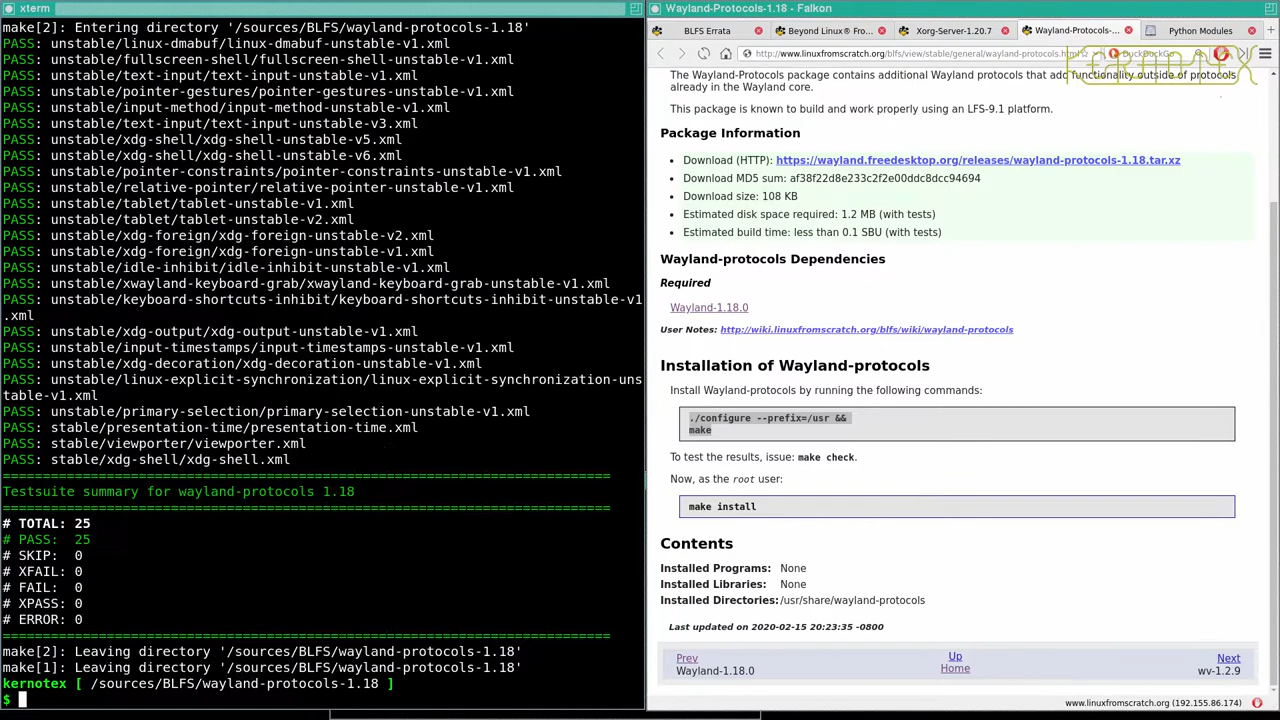 xterm
make[2]: Entering directory '/sources/BLFS/wayland-protocols-1.18'
PASS: unstable/linux-dmabuf/linux-dmabuf-unstable-v1.xml
PASS: unstable/fullscreen-shell/fullscreen-shell-unstable-v1.xml
PASS: unstable/text-input/text-input-unstable-v1.xml
PASS: unstable/pointer-gestures/pointer-gestures-unstable-v1.xml
PASS: unstable/input-method/input-method-unstable-v1.xml
PASS: unstable/text-input/text-input-unstable-v3.xml
PASS: unstable/xdg-shell/xdg-shell-unstable-v5.xml
PASS: unstable/xdg-shell/xdg-shell-unstable-v6.xml
PASS: unstable/pointer-constraints/pointer-constraints-unstable-v1.xml
PASS: unstable/relative-pointer/relative-pointer-unstable-v1.xml
PASS: unstable/tablet/tablet-unstable-v1.xml
PASS: unstable/tablet/tablet-unstable-v2.xml
PASS: unstable/xdg-foreign/xdg-foreign-unstable-v2.xml
PASS: unstable/xdg-foreign/xdg-foreign-unstable-v1.xml
PASS: unstable/idle-inhibit/idle-inhibit-unstable-v1.xml
PASS: unstable/xwayland-keyboard-grab/xwayland-keyboard-grab-unstable-v1.xml
PASS: unstable/keyboard-shortcuts-inhibit/keyboard-shortcuts-inhibit-unstable-v1
.xml
PASS: unstable/xdg-output/xdg-output-unstable-v1.xml
PASS: unstable/input-timestamps/input-timestamps-unstable-v1.xml
PASS: unstable/xdg-decoration/xdg-decoration-unstable-v1.xml
PASS: unstable/linux-explicit-synchronization/linux-explicit-synchronization-uns
table-v1.xml
PASS: unstable/primary-selection/primary-selection-unstable-v1.xml
PASS: stable/presentation-time/presentation-time.xml
PASS: stable/viewporter/viewporter.xml
PASS: stable/xdg-shell/xdg-shell.xml
============================================================================
Testsuite summary for wayland-protocols 1.18
============================================================================
# TOTAL: 25
# PASS:  25
# SKIP:  0
# XFAIL: 0
# FAIL:  0
# XPASS: 0
# ERROR: 0
============================================================================
make[2]: Leaving directory '/sources/BLFS/wayland-protocols-1.18'
make[1]: Leaving directory '/sources/BLFS/wayland-protocols-1.18'
kernotex [ /sources/BLFS/wayland-protocols-1.18 ]
$
Wayland-Protocols-1.18 - Falkon
BLFS Errata
Beyond Linux® Fro...
Xorg-Server-1.20.7
Wayland-Protocols-...
Python Modules
http://www.linuxfromscratch.org/blfs/view/stable/general/wayland-protocols.html
DuckDuckGo
KERNOTEX
The Wayland-Protocols package contains additional Wayland protocols that add functionality outside of protocols
already in the Wayland core.
This package is known to build and work properly using an LFS-9.1 platform.
Package Information
Download (HTTP): https://wayland.freedesktop.org/releases/wayland-protocols-1.18.tar.xz
Download MD5 sum: af38f22d8e233c2f2e00ddc8dcc94694
Download size: 108 KB
Estimated disk space required: 1.2 MB (with tests)
Estimated build time: less than 0.1 SBU (with tests)
Wayland-protocols Dependencies
Required
Wayland-1.18.0
User Notes: http://wiki.linuxfromscratch.org/blfs/wiki/wayland-protocols
Installation of Wayland-protocols
Install Wayland-protocols by running the following commands:
./configure --prefix=/usr &&
make
To test the results, issue: make check.
Now, as the root user:
make install
Contents
Installed Programs: None
Installed Libraries: None
Installed Directories: /usr/share/wayland-protocols
Last updated on 2020-02-15 20:23:35 -0800
Prev
Wayland-1.18.0
Up
Home
Next
wv-1.2.9
www.linuxfromscratch.org (192.155.86.174)